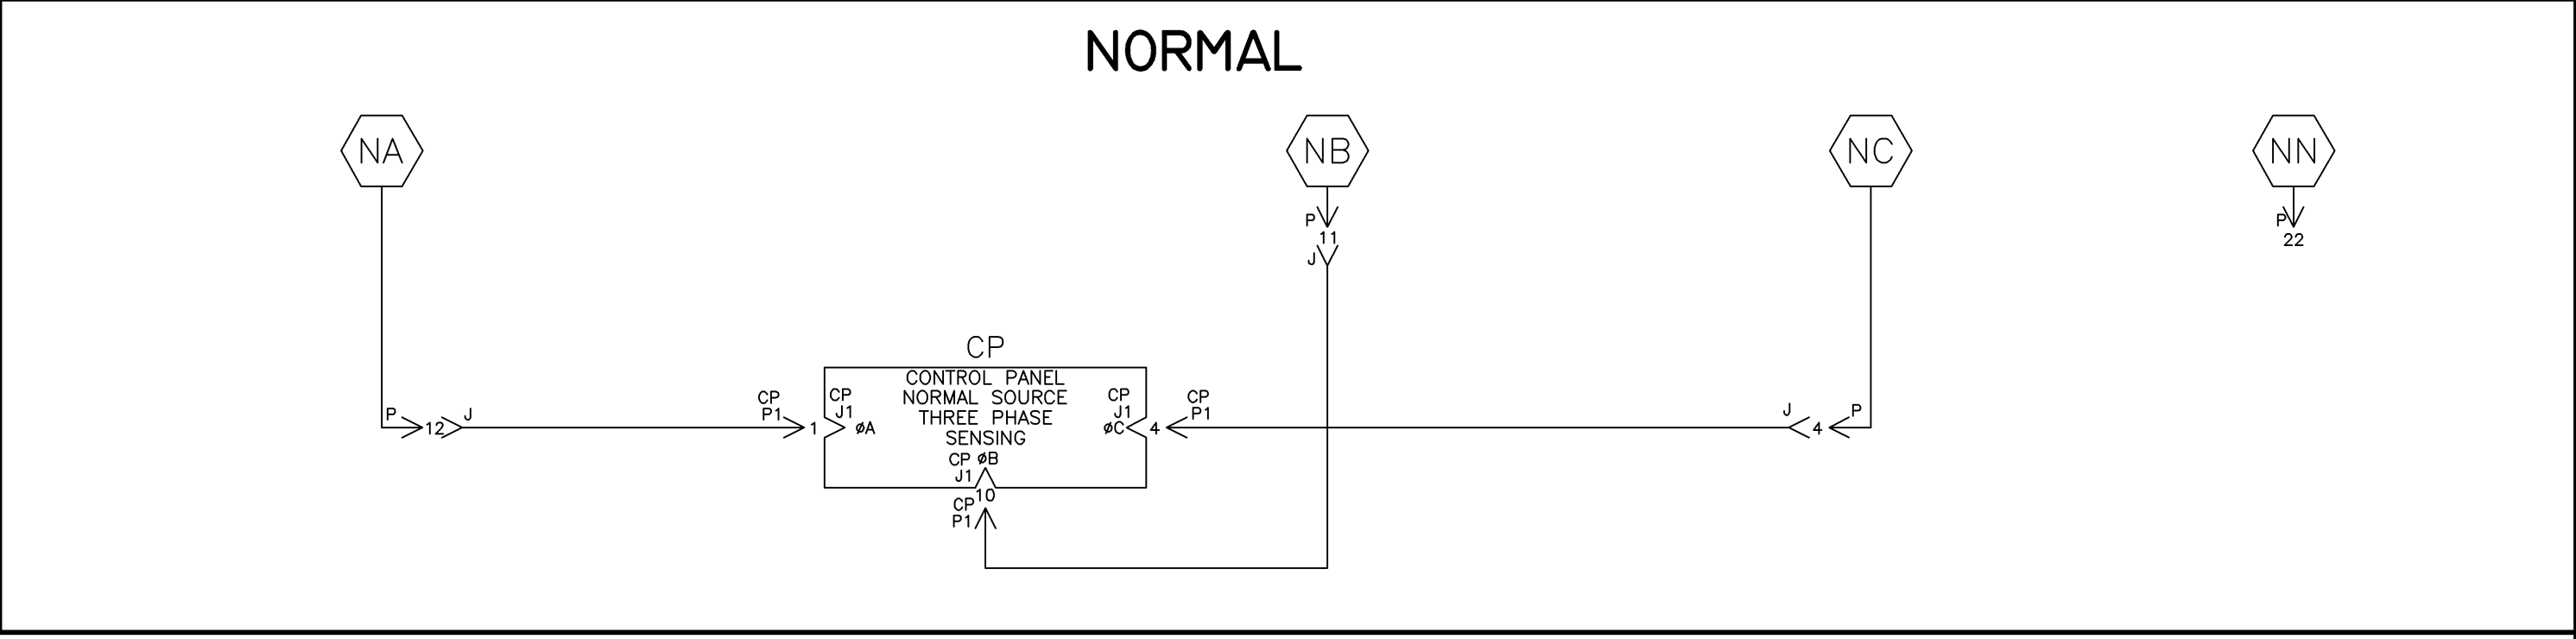 NORMAL
NA
NB
NC
NN
P
11
J
P
22
CP
CONTROL PANEL
NORMAL SOURCE
THREE PHASE
SENSING
P
12
J
CP
P1
1
CP
J1
ØA
CP
J1
ØC
4
CP
P1
J
4
P
CP ØB
J1
10
CP
P1